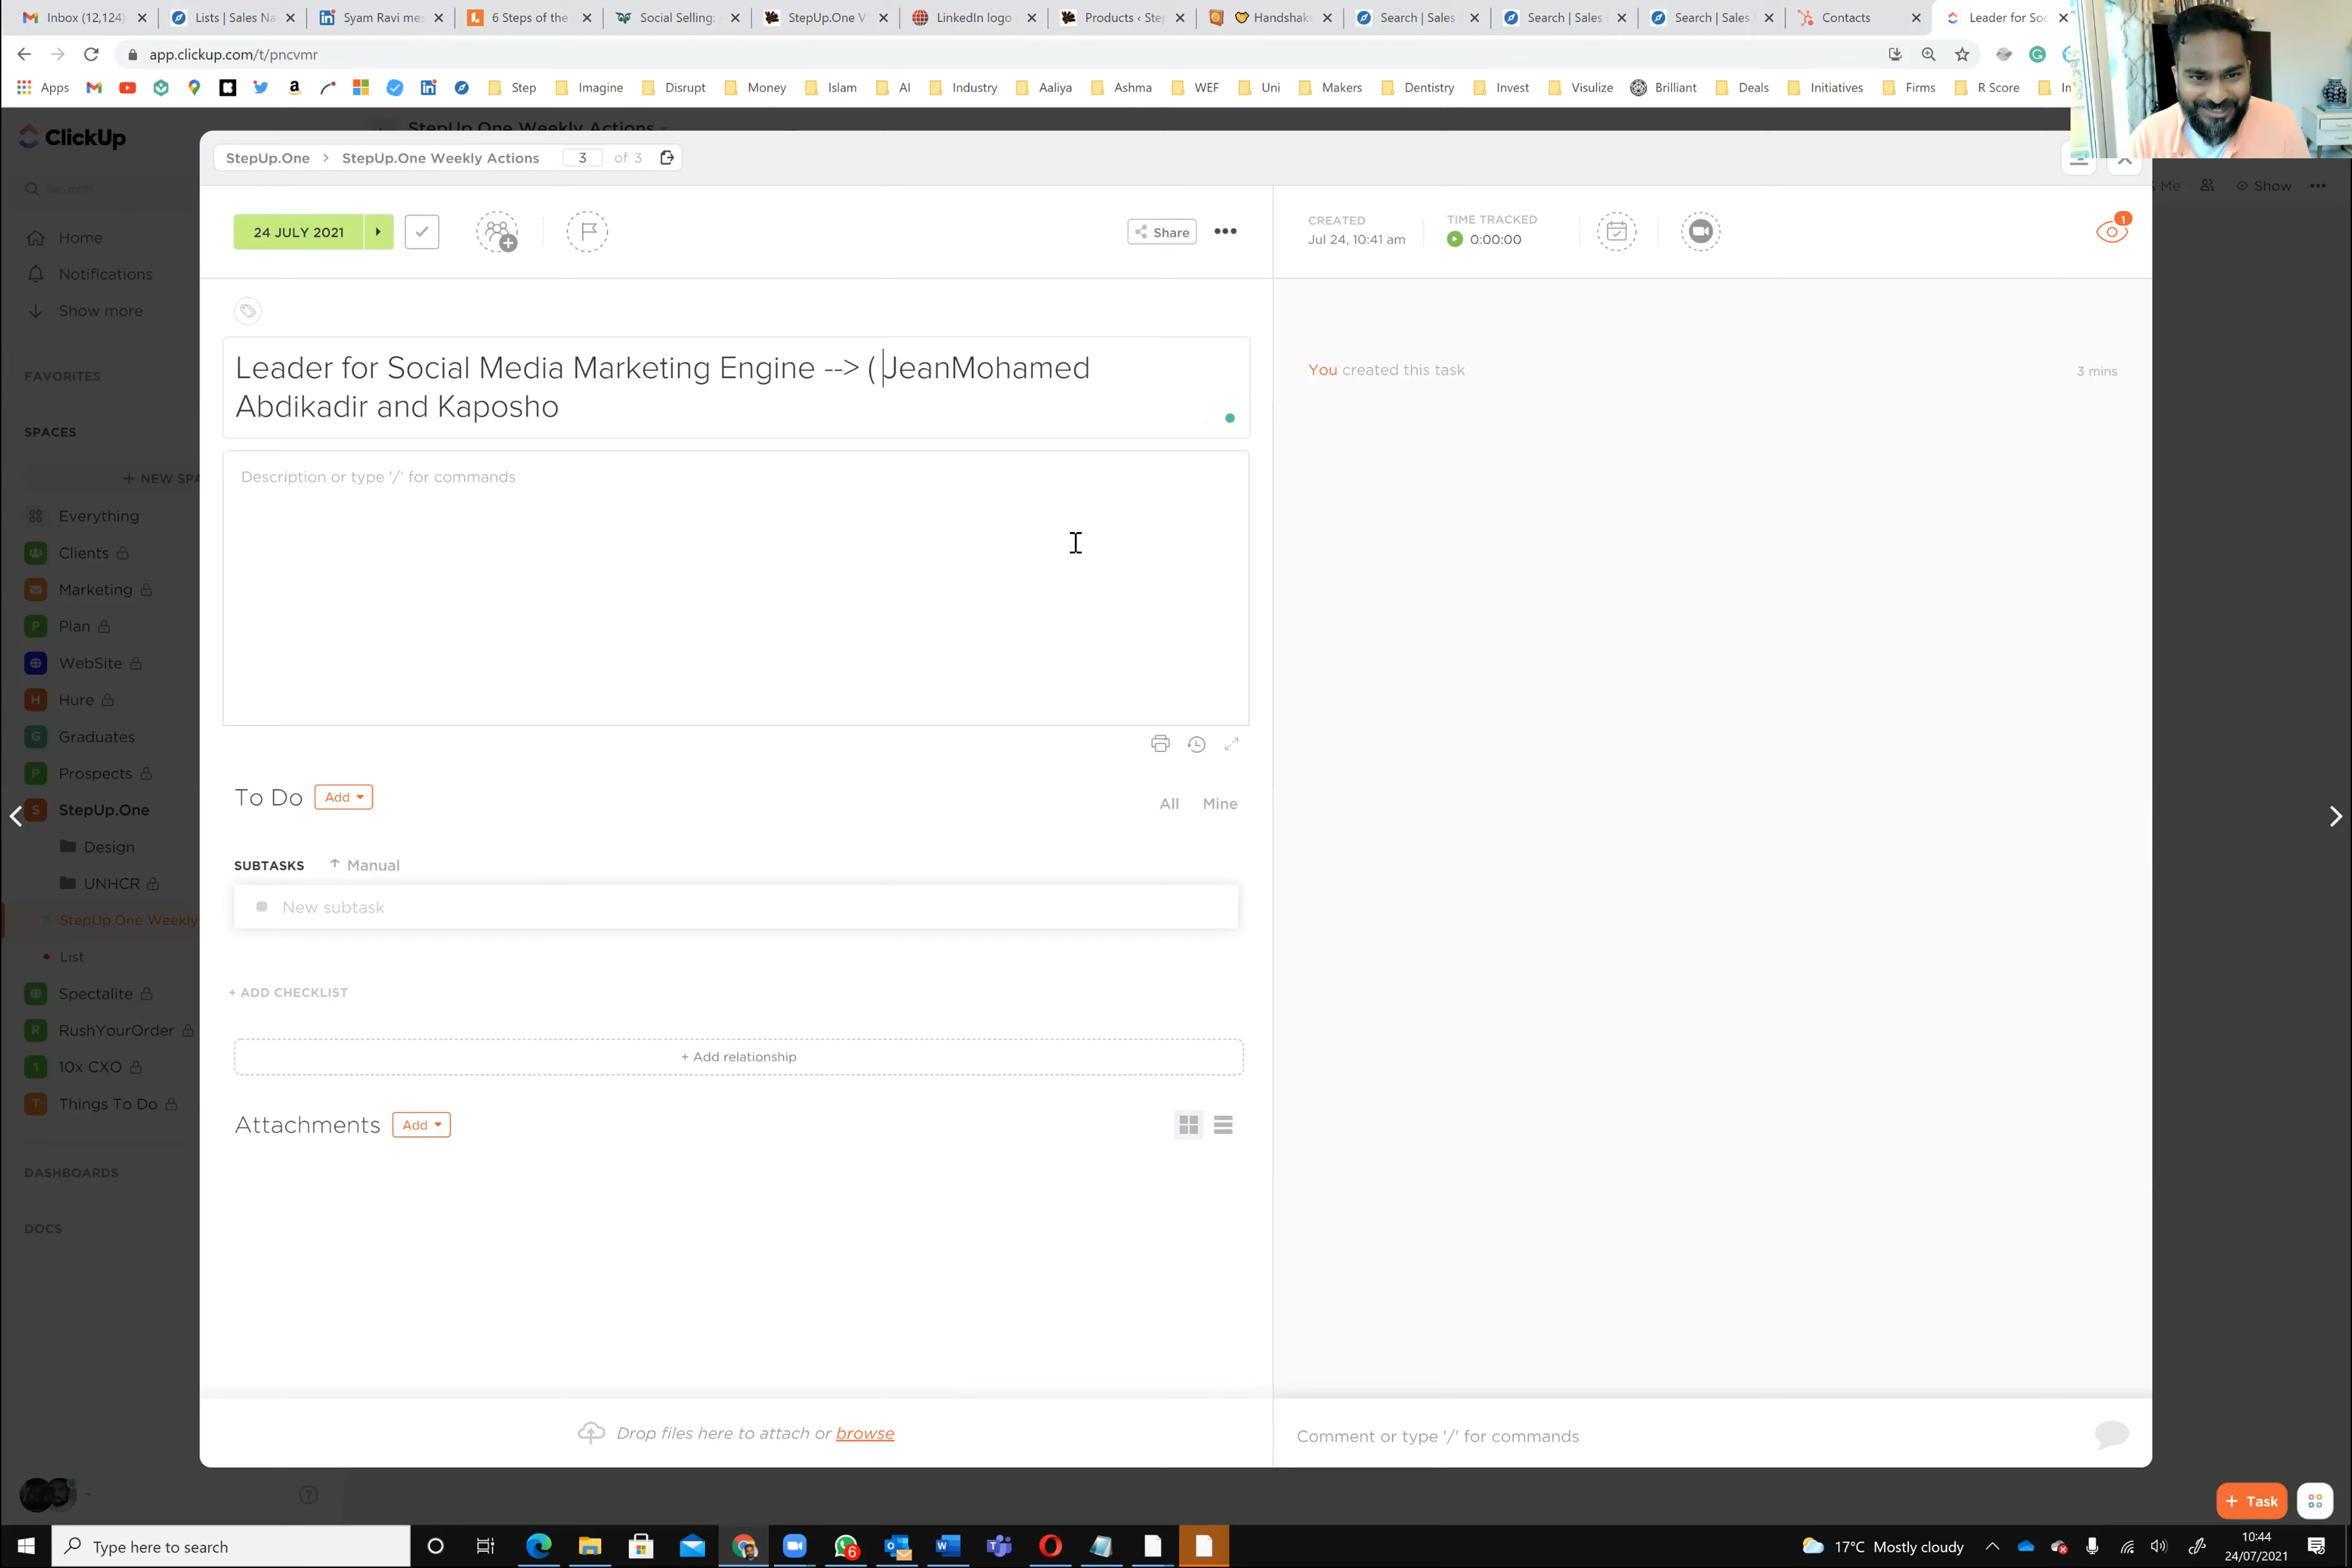 Inbox (12,124)
Lists | Sales Na
Syam Ravi mes
6 Steps of the
Social Selling:
StepUp.One V
LinkedIn logo
Products ‹ Step
Handshake
Search | Sales
Search | Sales
Search | Sales
Contacts
Leader for Soc
app.clickup.com/t/pncvmr
Apps
Step
Imagine
Disrupt
Money
Islam
AI
Industry
Aaliya
Ashma
WEF
Uni
Makers
Dentistry
Invest
Visulize
Brilliant
Deals
Initiatives
Firms
R Score
ClickUp
StepUp.One Weekly Actions
StepUp.One > StepUp.One Weekly Actions 3 of 3
Me
Show
Search
Home
Notifications
Show more
FAVORITES
SPACES
+ NEW SPA
Everything
Clients
Marketing
P Plan
WebSite
H Hure
G Graduates
P Prospects
S StepUp.One
Design
UNHCR
StepUp.One Weekly
List
Spectalite
R RushYourOrder
1 10x CXO
T Things To Do
DASHBOARDS
DOCS
24 JULY 2021
Share
CREATED
Jul 24, 10:41 am
TIME TRACKED
0:00:00
1
Leader for Social Media Marketing Engine --> ( JeanMohamed
Abdikadir and Kaposho
Description or type '/' for commands
You created this task
3 mins
To Do Add
All Mine
SUBTASKS Manual
New subtask
+ ADD CHECKLIST
+ Add relationship
Attachments Add
Drop files here to attach or browse
Comment or type '/' for commands
+ Task
Type here to search
6
17°C Mostly cloudy
10:44
24/07/2021